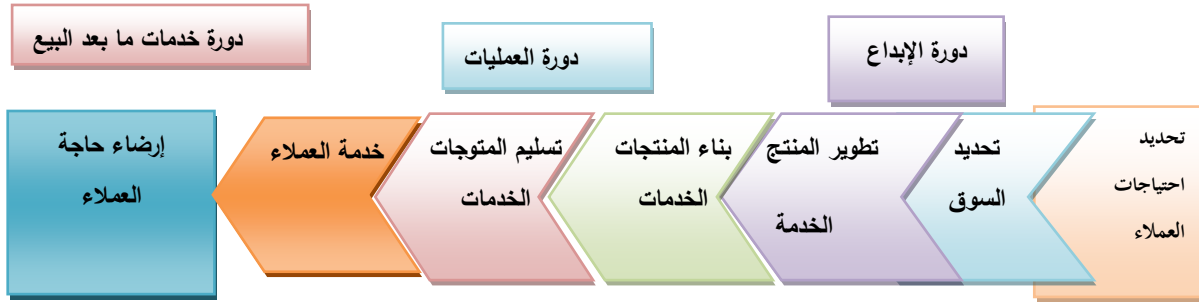 دورة الإبداع
دورة العمليات
دورة خدمات ما بعد البيع
تحديد
احتياجات
العملاء
تحديد
السوق
تطوير المنتج
الخدمة
بناء المنتجات
الخدمات
تسليم المتوجات
الخدمات
خدمة العملاء
إرضاء حاجة
العملاء